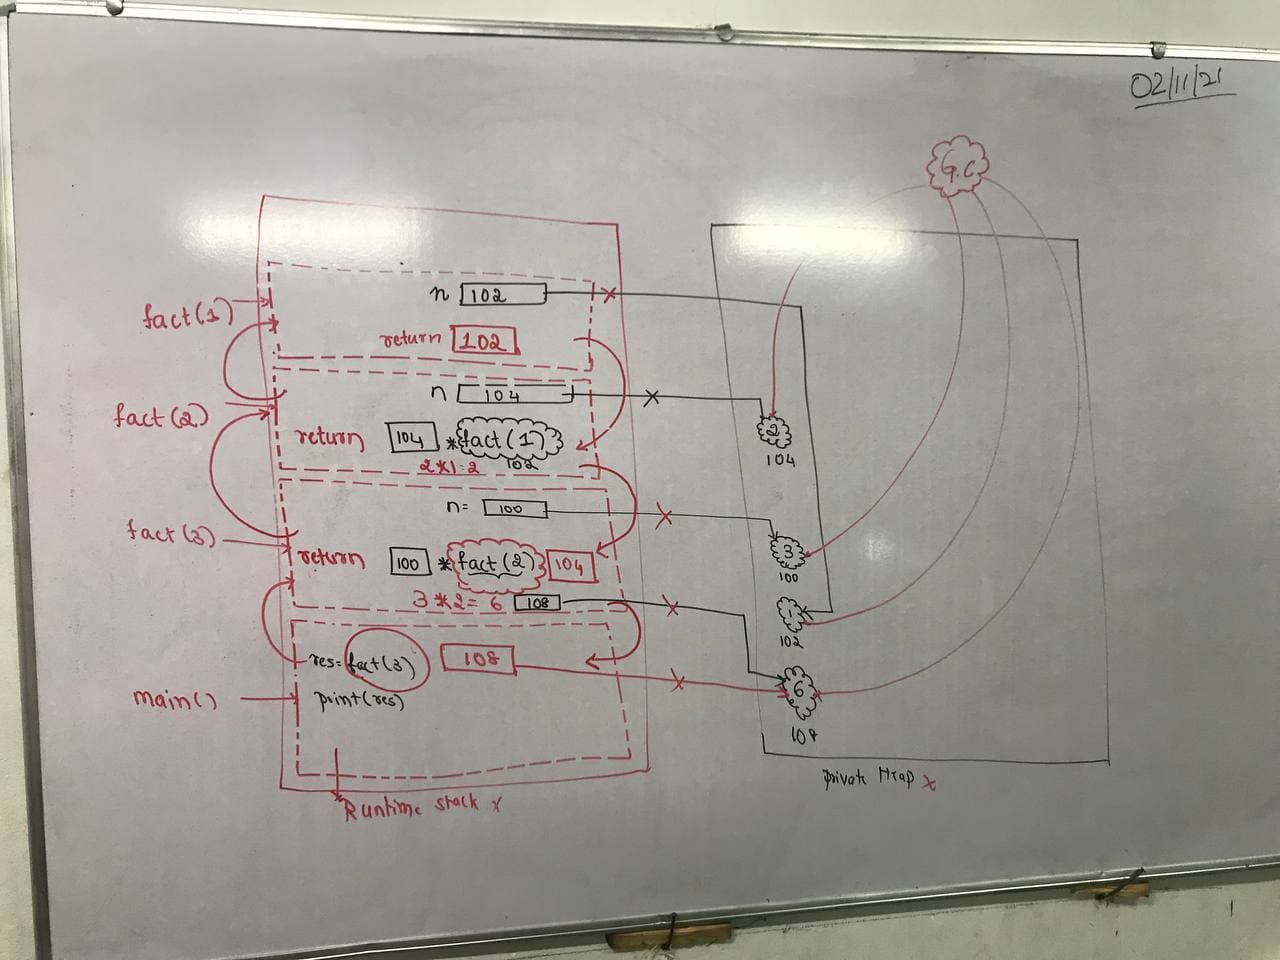 02/11/21
G.C
fact(1)
n 102
return 102
fact(2)
n 104
return 104 * fact(1)
2*1=2 102
fact(3)
n= 100
return 100 * fact(2) 104
3*2= 6 108
res= fact(3) 108
main()
print(res)
Runtime stack x
2
104
3
100
1
102
6
108
private Heap x